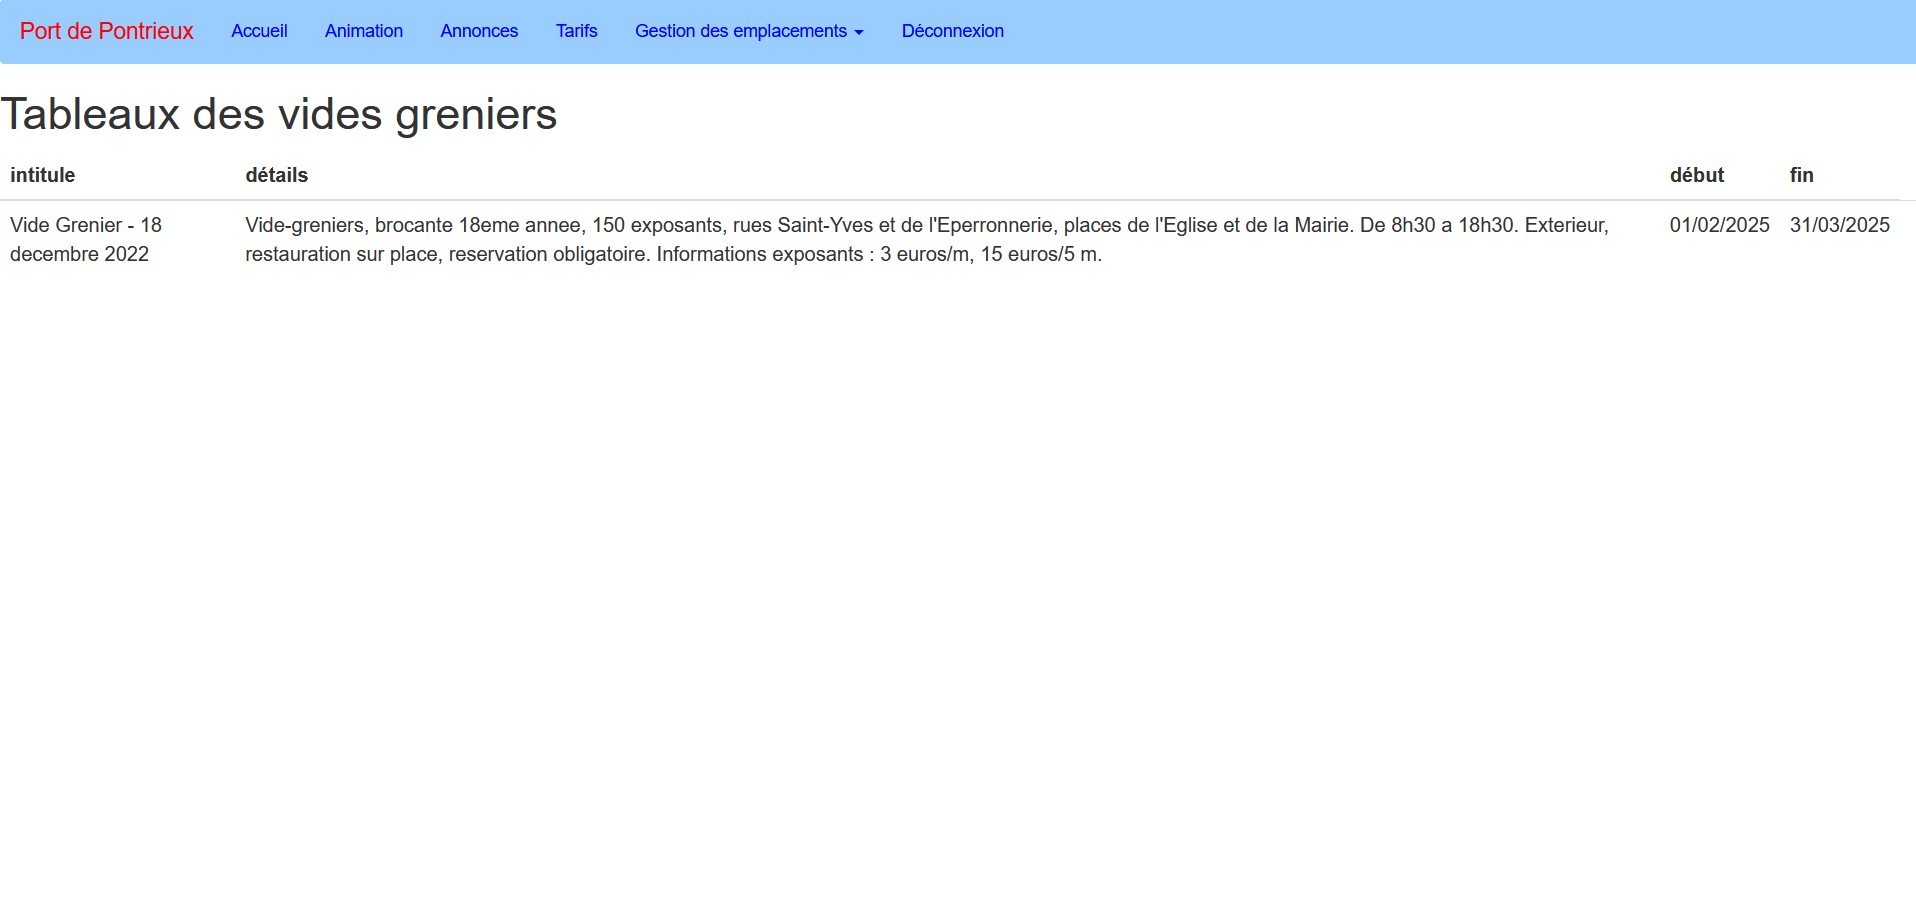 Port de Pontrieux Accueil Animation Annonces Tarifs Gestion des emplacements Déconnexion
Tableaux des vides greniers
intitule détails début fin
Vide Grenier - 18 Vide-greniers, brocante 18eme annee, 150 exposants, rues Saint-Yves et de l'Eperronnerie, places de l'Eglise et de la Mairie. De 8h30 a 18h30. Exterieur, 01/02/2025 31/03/2025
decembre 2022 restauration sur place, reservation obligatoire. Informations exposants : 3 euros/m, 15 euros/5 m.